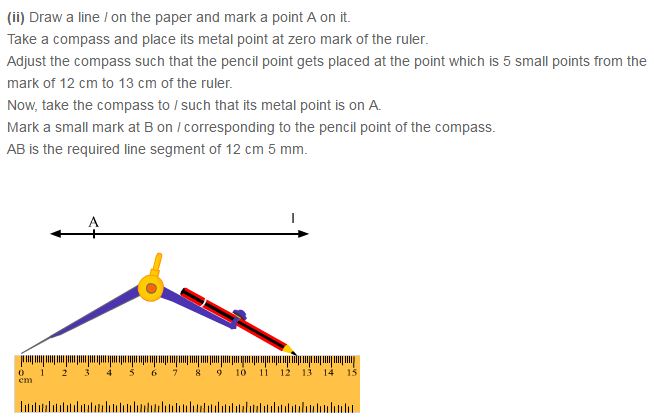 (ii) Draw a line l on the paper and mark a point A on it.
Take a compass and place its metal point at zero mark of the ruler.
Adjust the compass such that the pencil point gets placed at the point which is 5 small points from the
mark of 12 cm to 13 cm of the ruler.
Now, take the compass to l such that its metal point is on A.
Mark a small mark at B on l corresponding to the pencil point of the compass.
AB is the required line segment of 12 cm 5 mm.
A l
0 1 2 3 4 5 6 7 8 9 10 11 12 13 14 15
cm